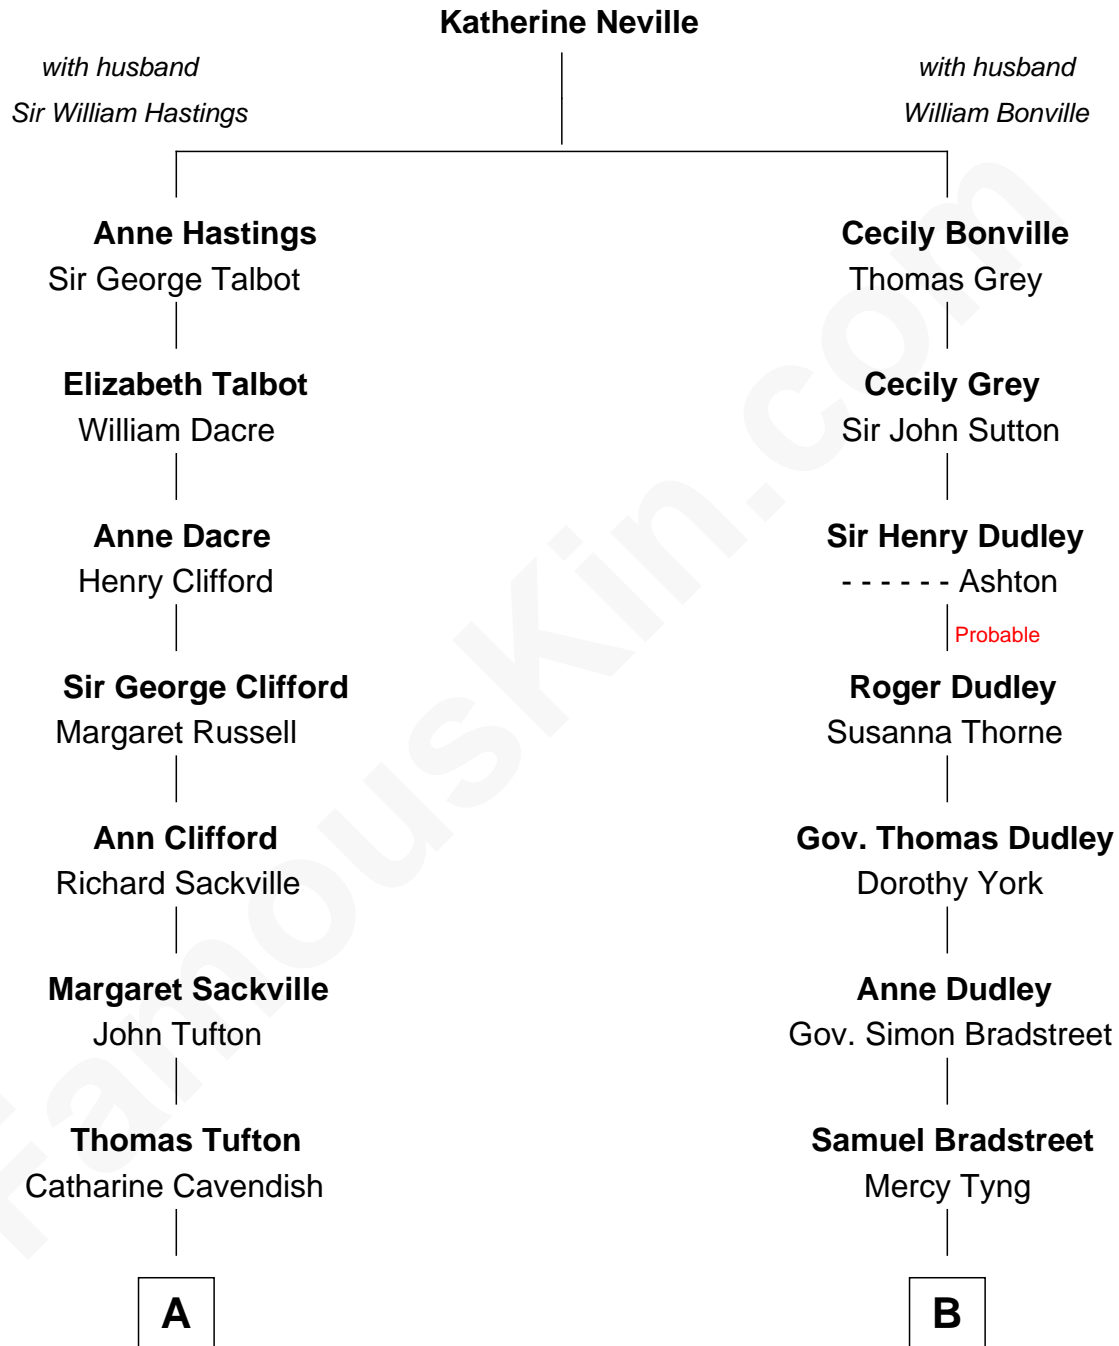 Katherine Neville
with husband
Sir William Hastings
with husband
William Bonville
Anne Hastings
Sir George Talbot
Cecily Bonville
Thomas Grey
Elizabeth Talbot
William Dacre
Cecily Grey
Sir John Sutton
Anne Dacre
Henry Clifford
Sir Henry Dudley
- - - - - - Ashton
Probable
Sir George Clifford
Margaret Russell
Roger Dudley
Susanna Thorne
Ann Clifford
Richard Sackville
Gov. Thomas Dudley
Dorothy York
Margaret Sackville
John Tufton
Anne Dudley
Gov. Simon Bradstreet
Thomas Tufton
Catharine Cavendish
Samuel Bradstreet
Mercy Tyng
A
B
FamousKin.com